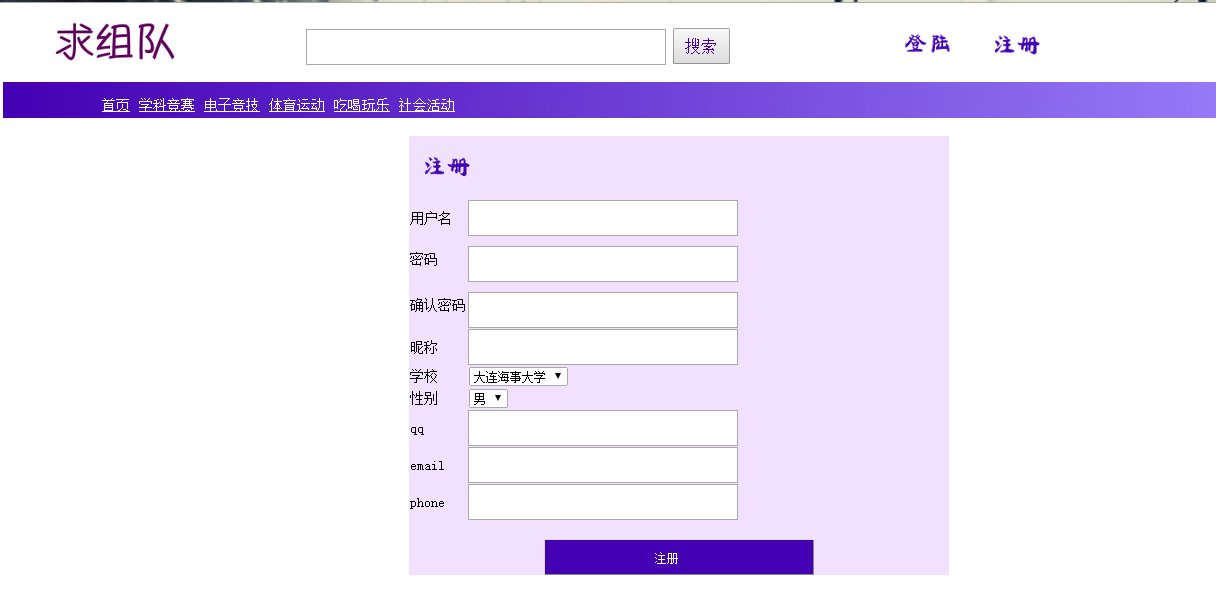 求组队
搜索
登陆 注册
首页 学科竞赛 电子竞技 体育运动 吃喝玩乐 社会活动
注册
用户名
密码
确认密码
昵称
学校 大连海事大学
性别 男
qq
email
phone
注册